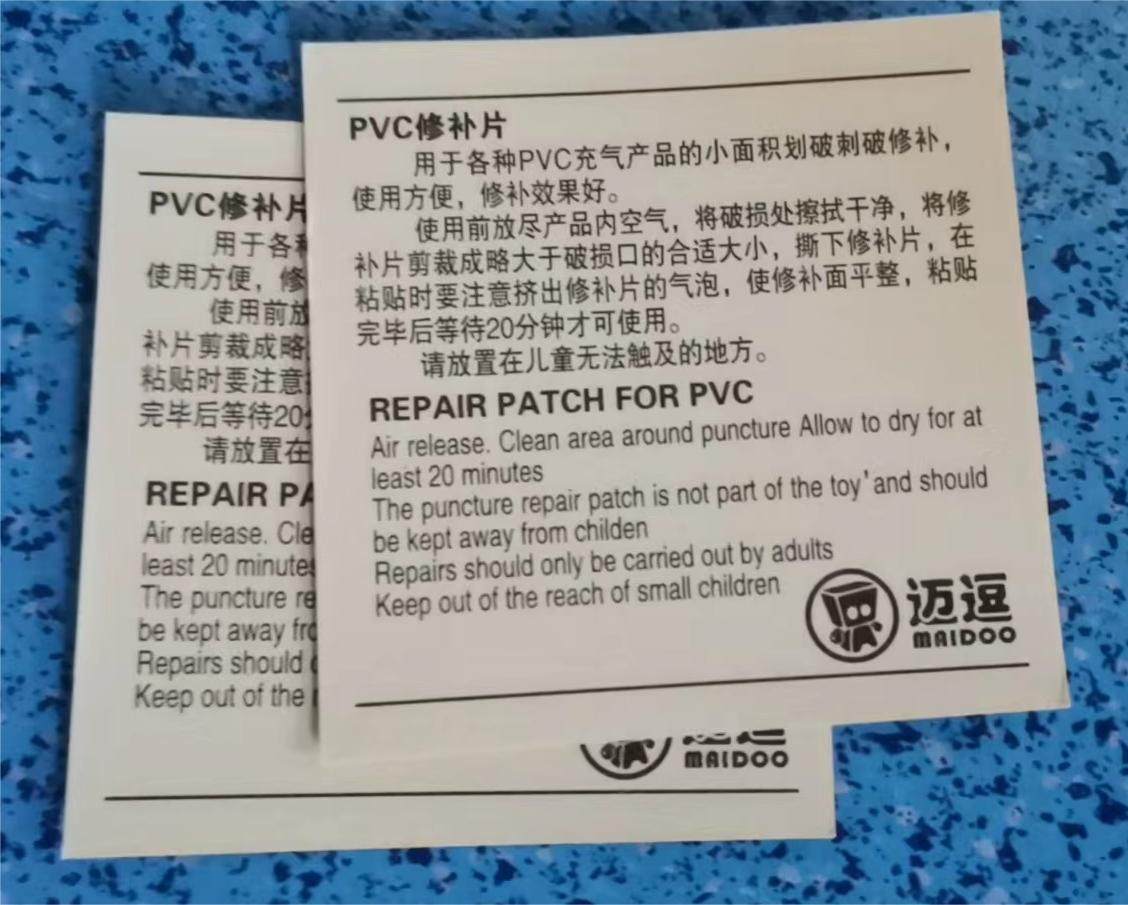 PVC修补片
用于各种PVC充气产品的小面积划破刺破修补，
使用方便，修补效果好。
使用前放尽产品内空气，将破损处擦拭干净，将修
补片剪裁成略大于破损口的合适大小，撕下修补片，在
粘贴时要注意挤出修补片的气泡，使修补面平整，粘贴
完毕后等待20分钟才可使用。
请放置在儿童无法触及的地方。
REPAIR PATCH FOR PVC
Air release. Clean area around puncture Allow to dry for at
least 20 minutes
The puncture repair patch is not part of the toy'and should
be kept away from childen
Repairs should only be carried out by adults
Keep out of the reach of small children
迈逗
MAIDOO
PVC修补片
用于各种
使用方便，修
使用前放
补片剪裁成略
粘贴时要注意
完毕后等待20分
请放置在
REPAIR PA
Air release. Cle
least 20 minutes
The puncture re
be kept away fro
Repairs should
Keep out of the
MAIDOO